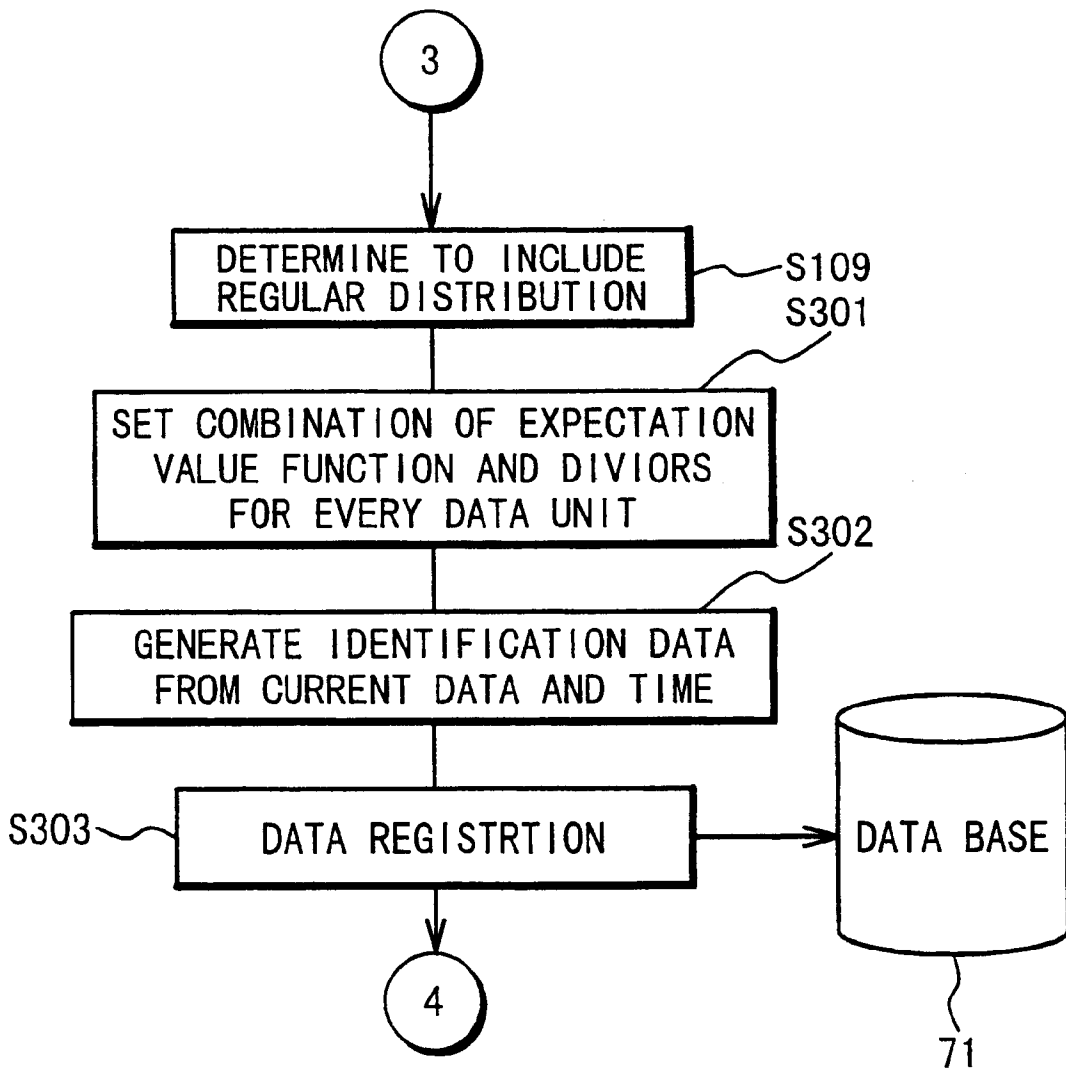 3
DETERMINE TO INCLUDE
REGULAR DISTRIBUTION
S109
S301
SET COMBINATION OF EXPECTATION
VALUE FUNCTION AND DIVIORS
FOR EVERY DATA UNIT
S302
GENERATE IDENTIFICATION DATA
FROM CURRENT DATA AND TIME
S303
DATA REGISTRTION
DATA BASE
4
71